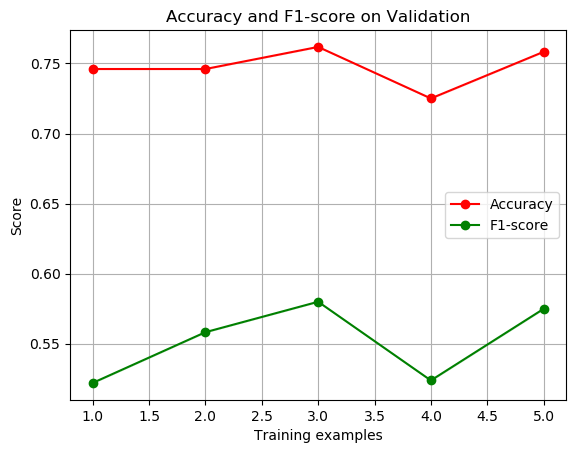 Accuracy and F1-score on Validation
0.75
0.70
0.65
0.60
0.55
Score
Accuracy
F1-score
1.0 1.5 2.0 2.5 3.0 3.5 4.0 4.5 5.0
Training examples